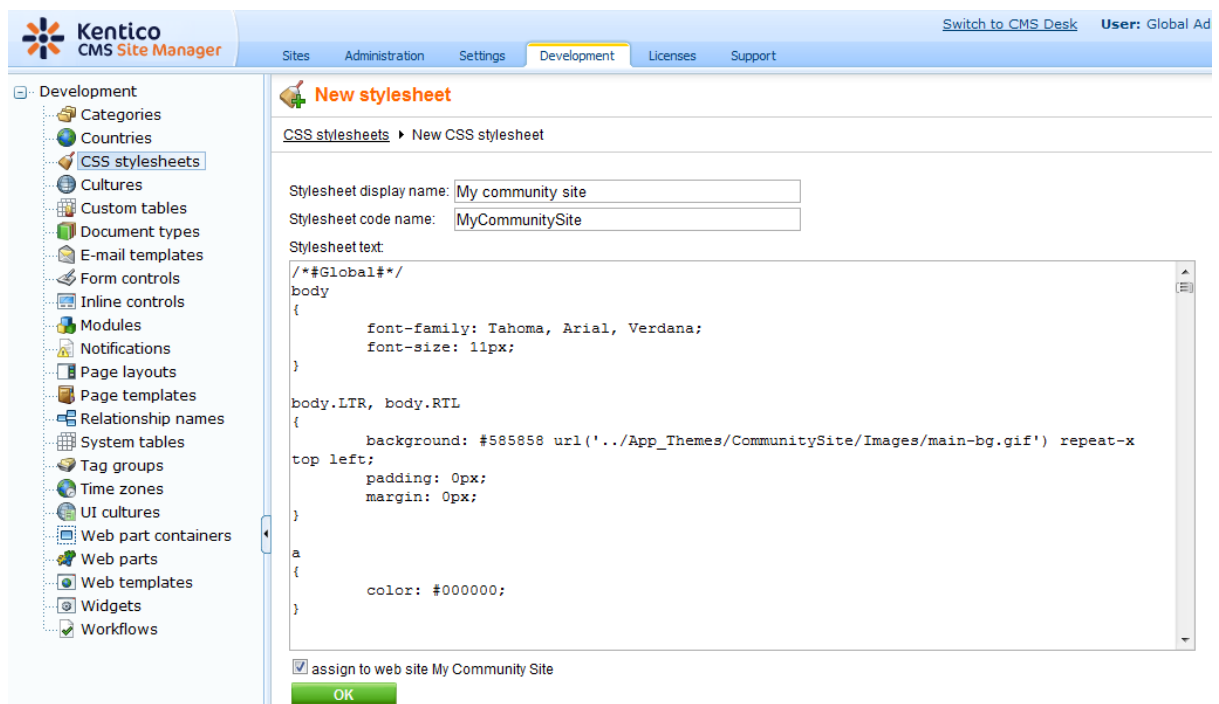 Kentico
CMS Site Manager
Switch to CMS Desk User: Global Ad
Sites Administration Settings Development Licenses Support
Development
Categories
Countries
CSS stylesheets
Cultures
Custom tables
Document types
E-mail templates
Form controls
Inline controls
Modules
Notifications
Page layouts
Page templates
Relationship names
System tables
Tag groups
Time zones
UI cultures
Web part containers
Web parts
Web templates
Widgets
Workflows
New stylesheet
CSS stylesheets New CSS stylesheet
Stylesheet display name: My community site
Stylesheet code name: MyCommunitySite
Stylesheet text:
/*#Global#*/
body
{
font-family: Tahoma, Arial, Verdana;
font-size: 11px;
}
body.LTR, body.RTL
{
background: #585858 url('../App_Themes/CommunitySite/Images/main-bg.gif') repeat-x
top left;
padding: 0px;
margin: 0px;
}
a
{
color: #000000;
}
assign to web site My Community Site
OK